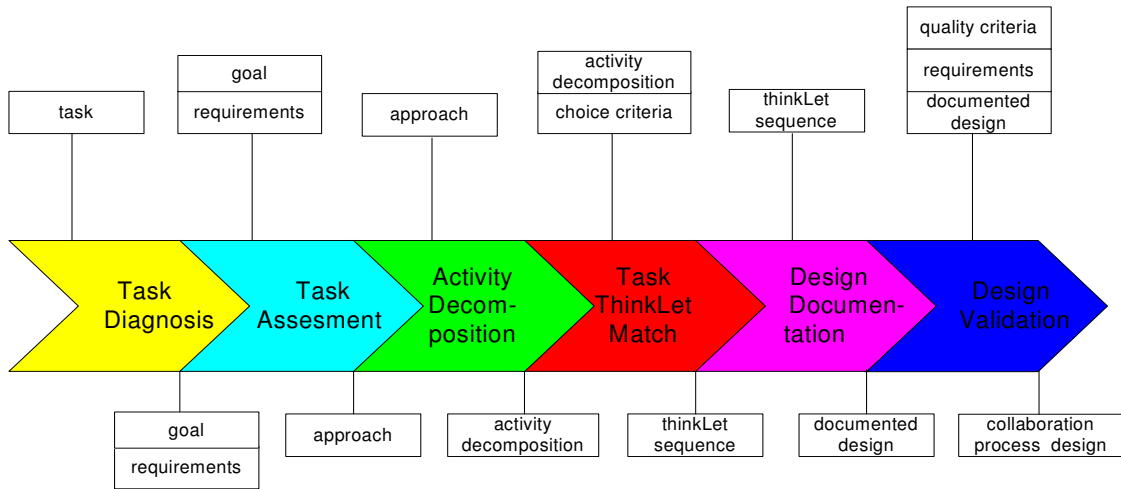 quality criteria
requirements
documented
design
goal
requirements
activity
decomposition
choice criteria
thinkLet
sequence
task
approach
Task
Diagnosis
Task
Assesment
Activity
Decom-
position
Task
ThinkLet
Match
Design
Documen-
tation
Design
Validation
goal
requirements
approach
activity
decomposition
thinkLet
sequence
documented
design
collaboration
process design